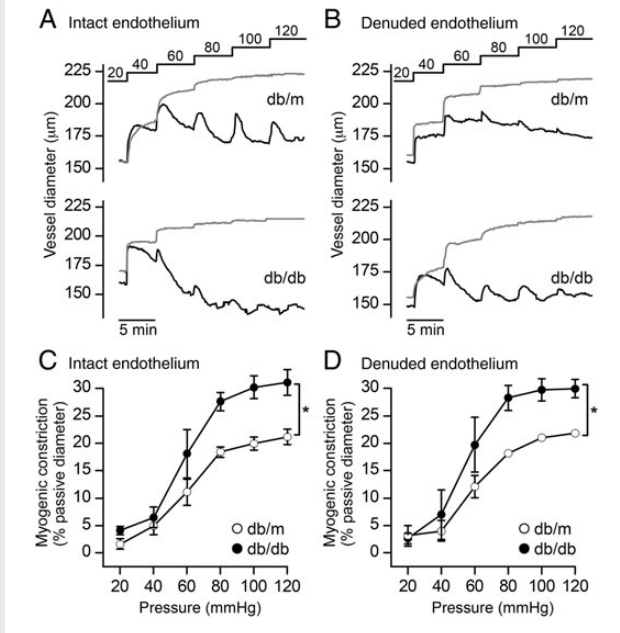 A Intact endothelium
20 40 60 80 100 120
225
200
175
150
db/m
Vessel diameter (μm)
225
200
175
150
db/db
5 min
B Denuded endothelium
20 40 60 80 100 120
225
200
175
150
db/m
Vessel diameter (μm)
225
200
175
150
db/db
5 min
C Intact endothelium
Myogenic constriction
(% passive diameter)
30
25
20
15
10
5
0
*
db/m
db/db
20 40 60 80 100 120
Pressure (mmHg)
D Denuded endothelium
Myogenic constriction
(% passive diameter)
30
25
20
15
10
5
0
*
db/m
db/db
20 40 60 80 100 120
Pressure (mmHg)